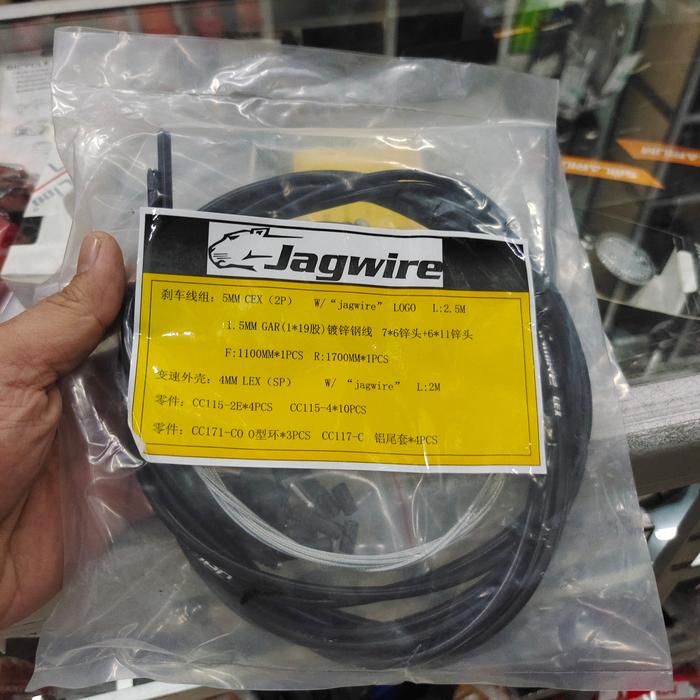 Jagwire
刹车线组: 5MM CEX (2P) W/“jagwire” LOGO L:2.5M
1.5MM GAR(1*19股)镀锌钢线 7*6锌头+6*11锌头
F:1100MM*1PCS R:1700MM*1PCS
变速外壳: 4MM LEX (SP) W/ “jagwire” L:2M
零件: CC115-2E*4PCS CC115-4*10PCS
零件: CC171-CO O型环*3PCS CC117-C 铝尾套*4PCS